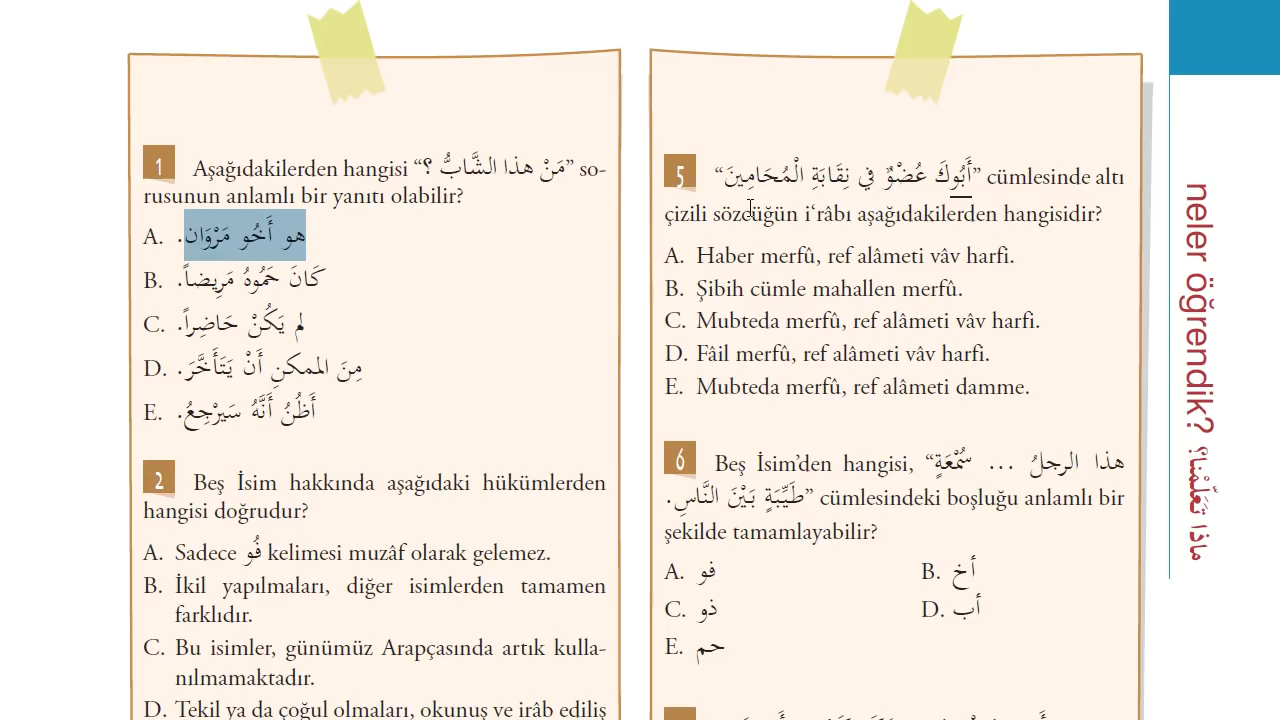 1 Aşağıdakilerden hangisi “مَنْ هذا الشَّابُّ ؟” so-
rusunun anlamlı bir yanıtı olabilir?
A. هو أَخُو مَرْوَان.
B. كَانَ حَمُوهُ مَرِيضاً.
C. لم يَكُنْ حَاضِراً.
D. مِنَ الممكنِ أَنْ يَتَأَخَّرَ.
E. أَظُنُ أَنَّهُ سَيَرْجِعُ.
2 Beş İsim hakkında aşağıdaki hükümlerden
hangisi doğrudur?
A. Sadece فُو kelimesi muzâf olarak gelemez.
B. İkil yapılmaları, diğer isimlerden tamamen
farklıdır.
C. Bu isimler, günümüz Arapçasında artık kulla-
nılmamaktadır.
D. Tekil ya da çoğul olmaları, okunuş ve irâb ediliş
5 “أَبُوكَ عُضْوٌ في نِقَابَةِ الْمُحَامِينَ” cümlesinde altı
çizili sözcüğün i‘râbı aşağıdakilerden hangisidir?
A. Haber merfû, ref alâmeti vâv harfi.
B. Şibih cümle mahallen merfû.
C. Mubteda merfû, ref alâmeti vâv harfi.
D. Fâil merfû, ref alâmeti vâv harfi.
E. Mubteda merfû, ref alâmeti damme.
6 Beş İsim’den hangisi, “هذا الرجلُ ... سُمْعَةٍ
طَيِّبَةٍ بَيْنَ النَّاسِ.” cümlesindeki boşluğu anlamlı bir
şekilde tamamlayabilir?
A. فو B. أخ
C. ذو D. أب
E. حم
neler öğrendik? ماذا تَعَلَّمْنا؟